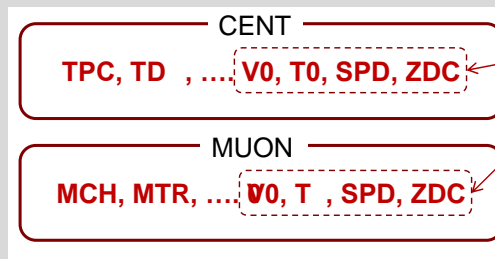 CENT
TPC, TD , .... V0, T0, SPD, ZDC
MUON
MCH, MTR, .... V0, T , SPD, ZDC